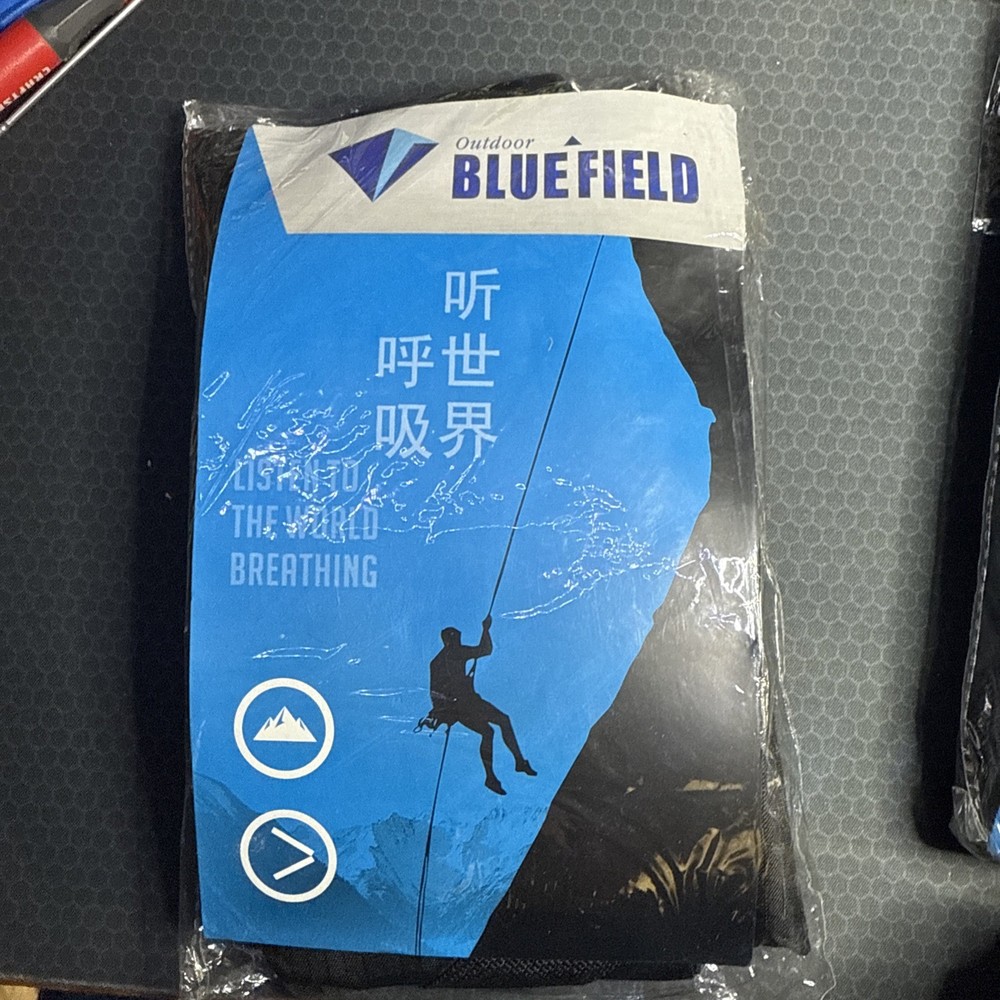 Outdoor
BLUEFIELD
听
世
界
呼
吸
LISTEN TO
THE WORLD
BREATHING